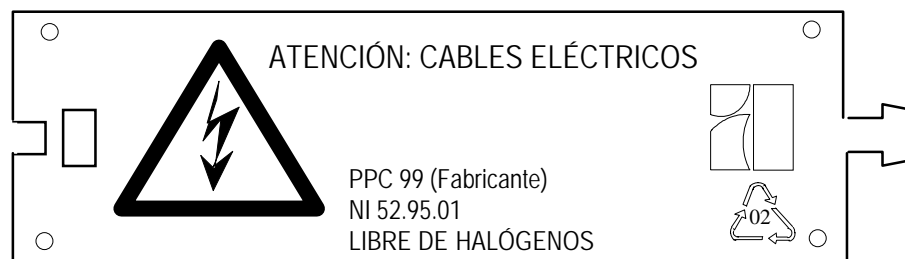 ATENCIÓN: CABLES ELÉCTRICOS
PPC 99 (Fabricante)
NI 52.95.01
LIBRE DE HALÓGENOS
02